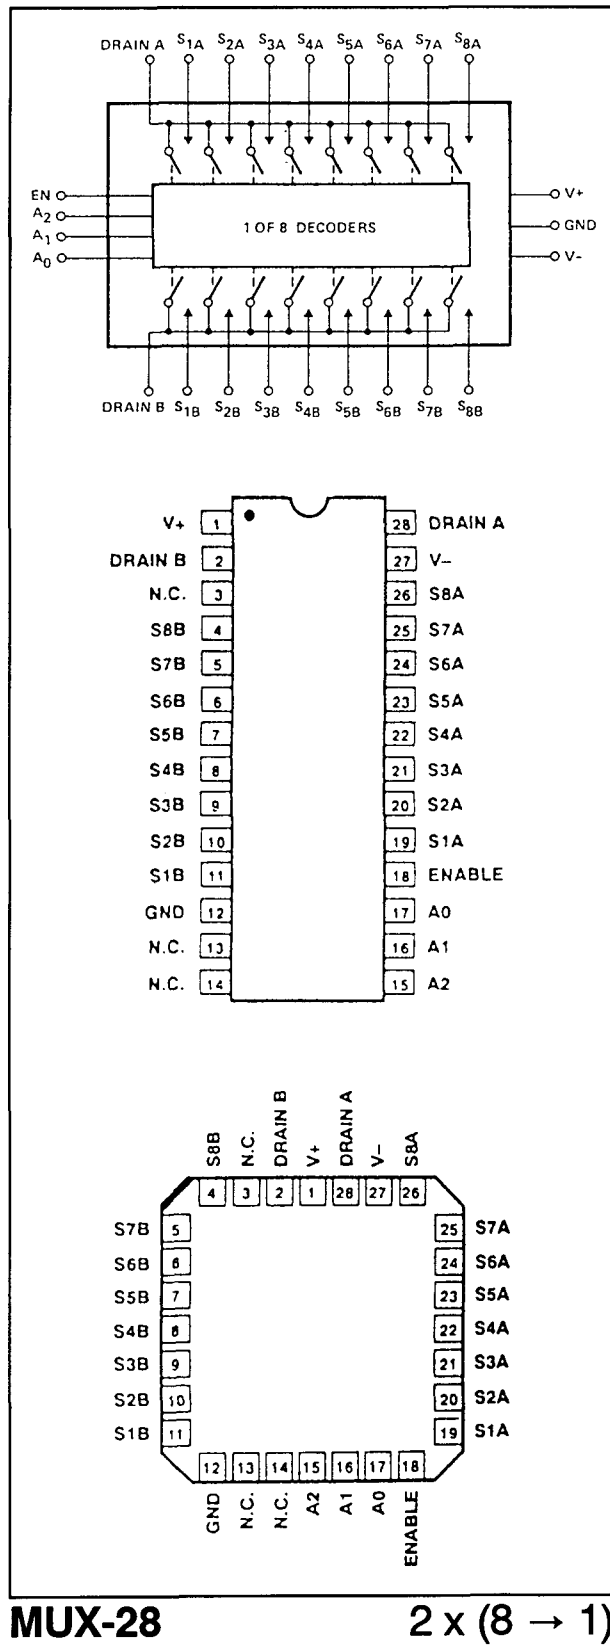 DRAIN A S1A S2A S3A S4A S5A S6A S7A S8A
EN
A2
A1
A0
1 OF 8 DECODERS
V+
GND
V-
DRAIN B S1B S2B S3B S4B S5B S6B S7B S8B
V+ 1 28 DRAIN A
DRAIN B 2 27 V-
N.C. 3 26 S8A
S8B 4 25 S7A
S7B 5 24 S6A
S6B 6 23 S5A
S5B 7 22 S4A
S4B 8 21 S3A
S3B 9 20 S2A
S2B 10 19 S1A
S1B 11 18 ENABLE
GND 12 17 A0
N.C. 13 16 A1
N.C. 14 15 A2
S8B N.C. DRAIN B V+ DRAIN A V- S8A
4 3 2 1 28 27 26
S7B 5 25 S7A
S6B 6 24 S6A
S5B 7 23 S5A
S4B 8 22 S4A
S3B 9 21 S3A
S2B 10 20 S2A
S1B 11 19 S1A
12 13 14 15 16 17 18
GND N.C. N.C. A2 A1 A0 ENABLE
MUX-28 2 x (8 → 1)